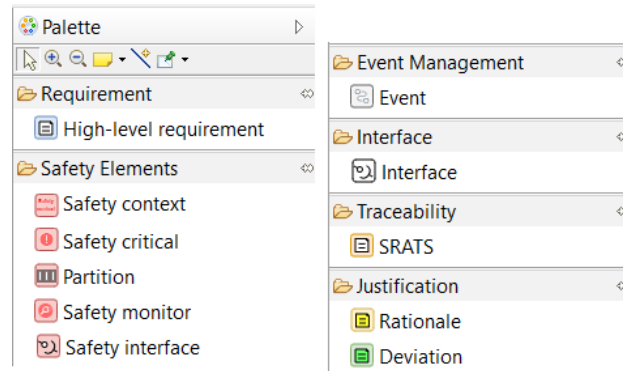 Palette
Requirement
High-level requirement
Safety Elements
Safety context
Safety critical
Partition
Safety monitor
Safety interface
Event Management
Event
Interface
Interface
Traceability
SRATS
Justification
Rationale
Deviation